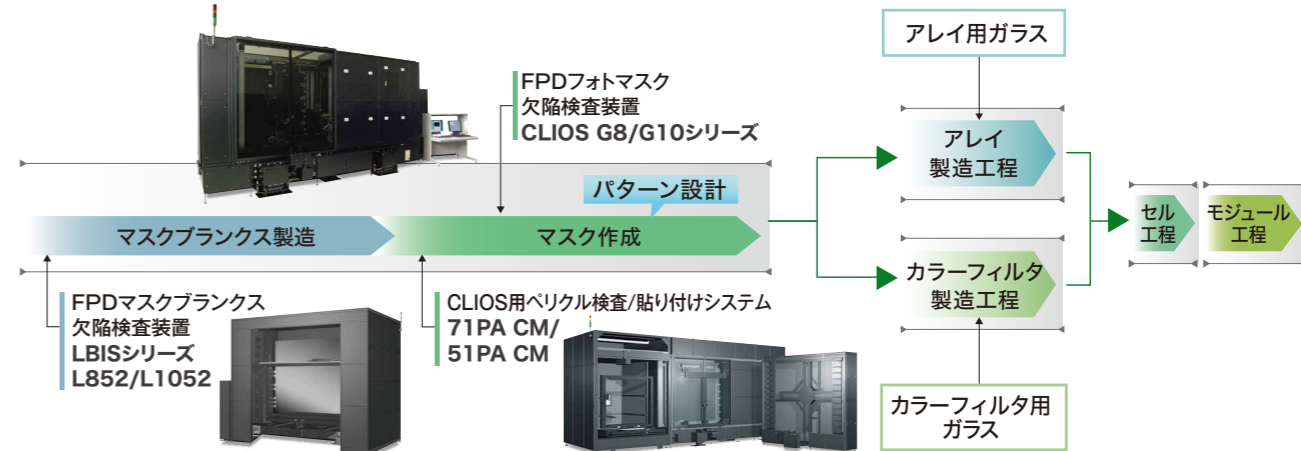 FPDフォトマスク
欠陥検査装置
CLIOS G8/G10シリーズ
パターン設計
マスクブランクス製造
マスク作成
FPDマスクブランクス
欠陥検査装置
LBISシリーズ
L852/L1052
CLIOS用ペリクル検査/貼り付けシステム
71PA CM/
51PA CM
アレイ用ガラス
アレイ
製造工程
カラーフィルタ
製造工程
カラーフィルタ用
ガラス
セル
工程
モジュール
工程